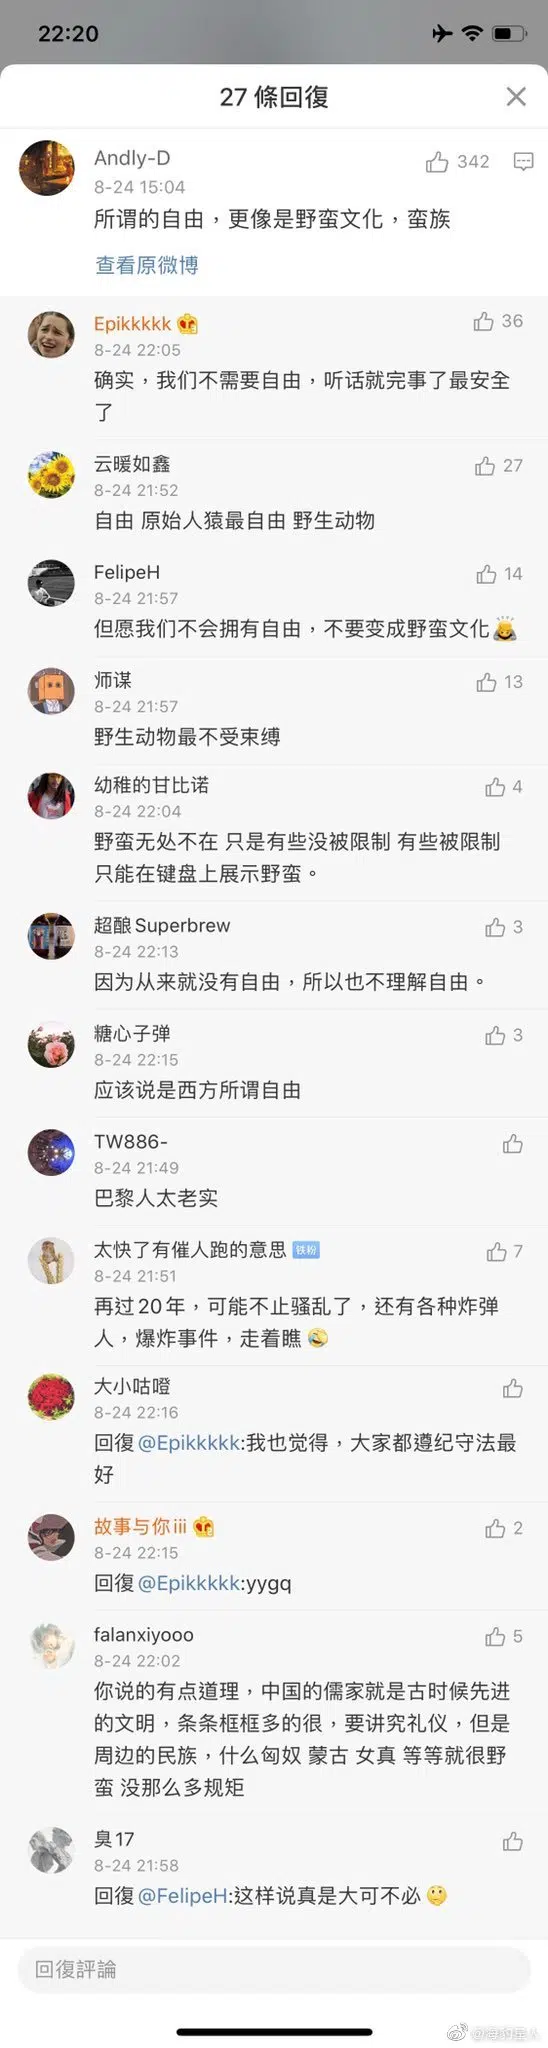 22:20
27 條回復
Andly-D
342
8-24 15:04
所谓的自由，更像是野蛮文化，蛮族
查看原微博
Epikkkkk
36
8-24 22:05
确实，我们不需要自由，听话就完事了最安全
了
云暖如鑫
27
8-24 21:52
自由 原始人猿最自由 野生动物
FelipeH
14
8-24 21:57
但愿我们不会拥有自由，不要变成野蛮文化
师谋
13
8-24 21:57
野生动物最不受束缚
幼稚的甘比诺
4
8-24 22:04
野蛮无处不在 只是有些没被限制 有些被限制
只能在键盘上展示野蛮。
超酿Superbrew
3
8-24 22:13
因为从来就没有自由，所以也不理解自由。
糖心子弹
3
8-24 22:15
应该说是西方所谓自由
TW886-
8-24 21:49
巴黎人太老实
太快了有催人跑的意思 铁粉
7
8-24 21:51
再过20年，可能不止骚乱了，还有各种炸弹
人，爆炸事件，走着瞧
大小咕噔
8-24 22:16
回復@Epikkkkk:我也觉得，大家都遵纪守法最
好
故事与你iii
2
8-24 22:15
回復@Epikkkkk:yygq
falanxiyooo
5
8-24 22:02
你说的有点道理，中国的儒家就是古时候先进
的文明，条条框框多的很，要讲究礼仪，但是
周边的民族，什么匈奴 蒙古 女真 等等就很野
蛮 没那么多规矩
臭17
8-24 21:58
回復@FelipeH:这样说真是大可不必
回復評論
@海豹星人